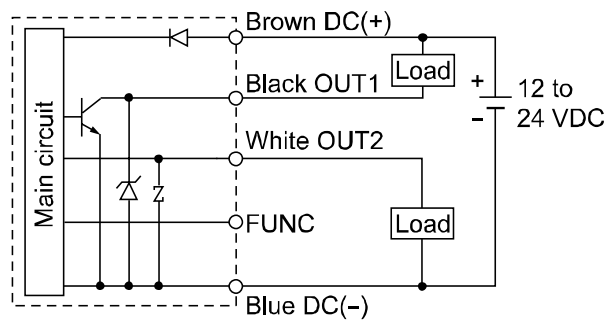 Brown DC(+)
Load
Black OUT1
+
12 to
−
24 VDC
Main circuit
White OUT2
FUNC
Load
Blue DC(−)